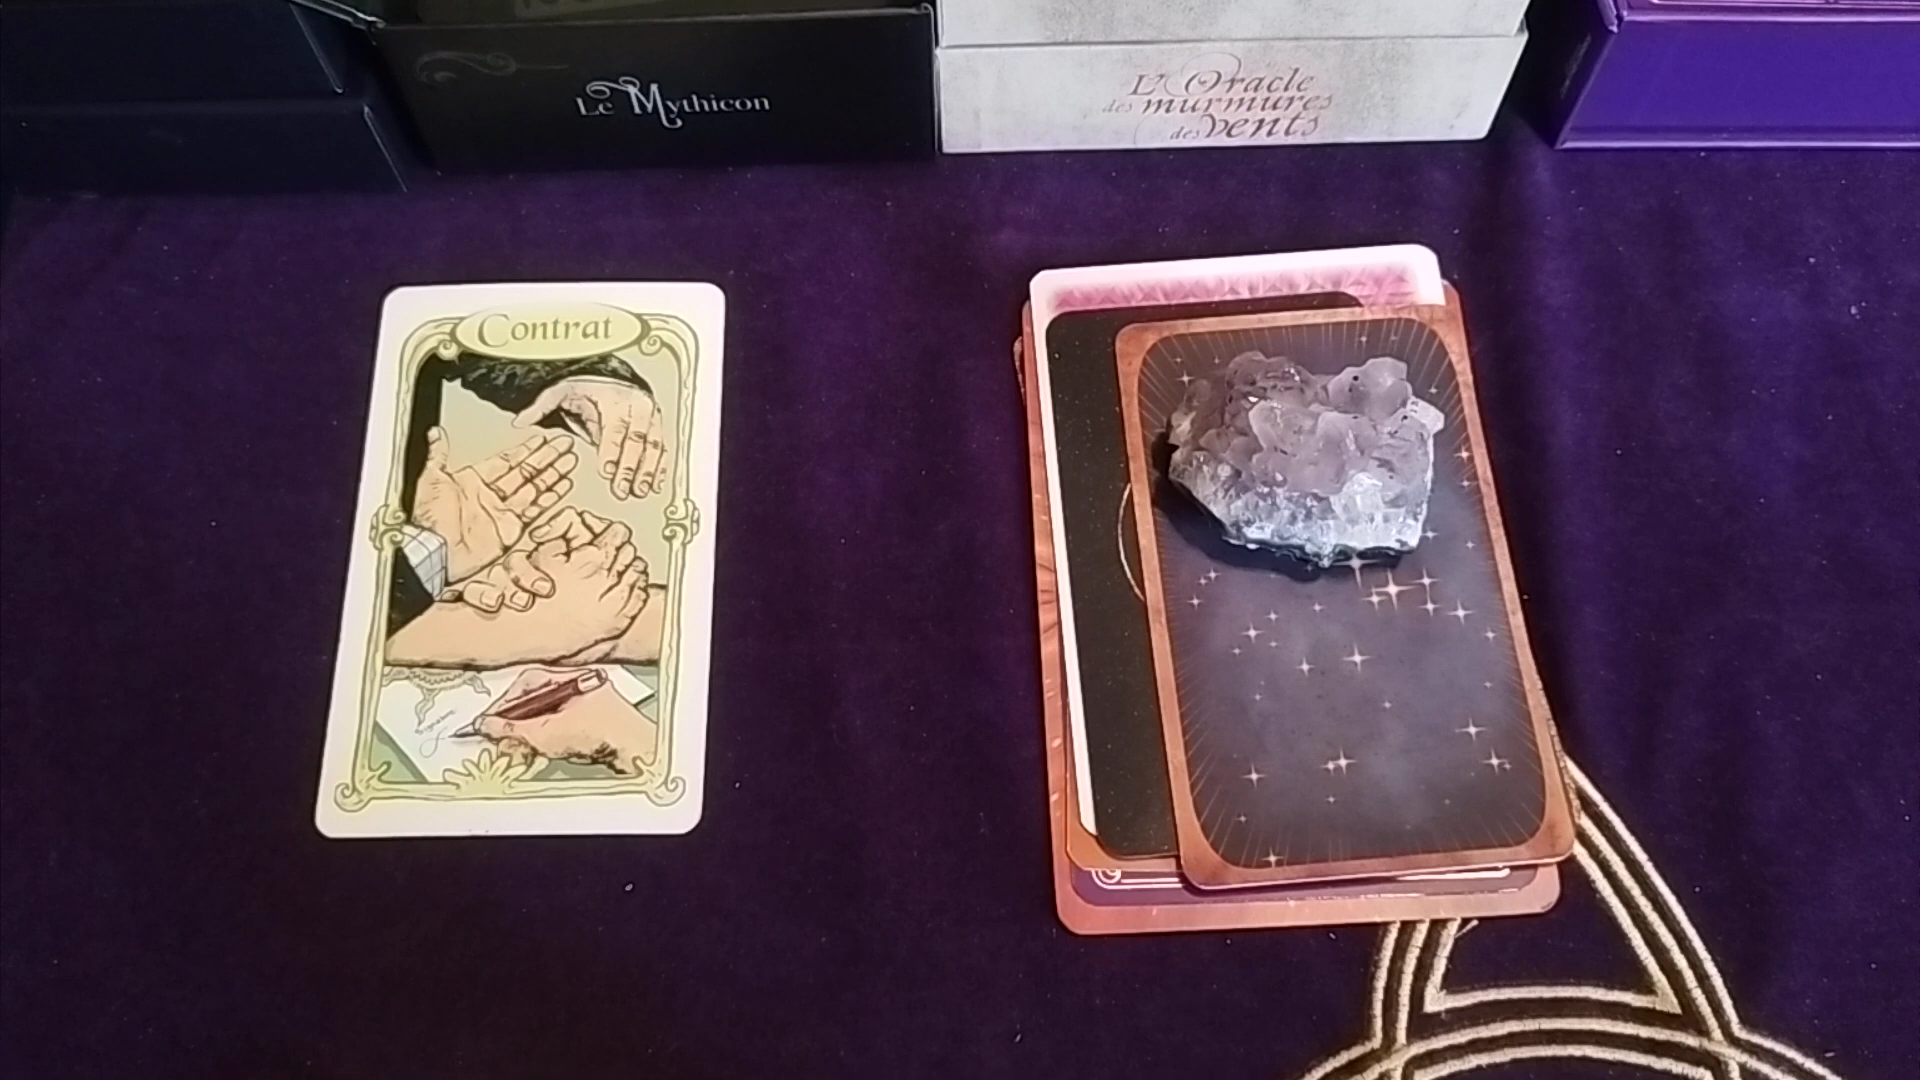 Le Mythicon
L'Oracle
des murmures
des vents
Contrat